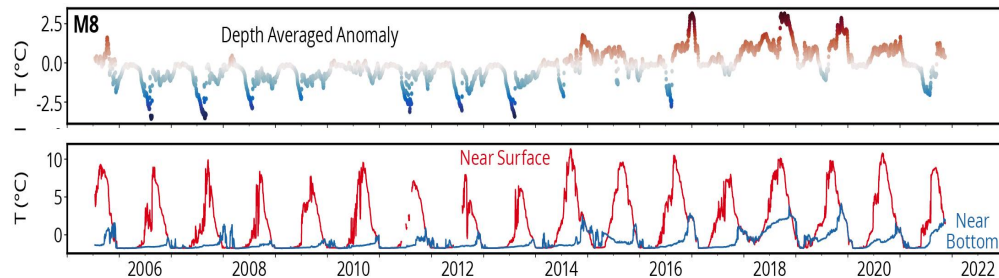 M8
Depth Averaged Anomaly
T (°C)
2.5
0.0
-2.5
Near Surface
T (°C)
10
5
0
Near
Bottom
2006
2008
2010
2012
2014
2016
2018
2020
2022